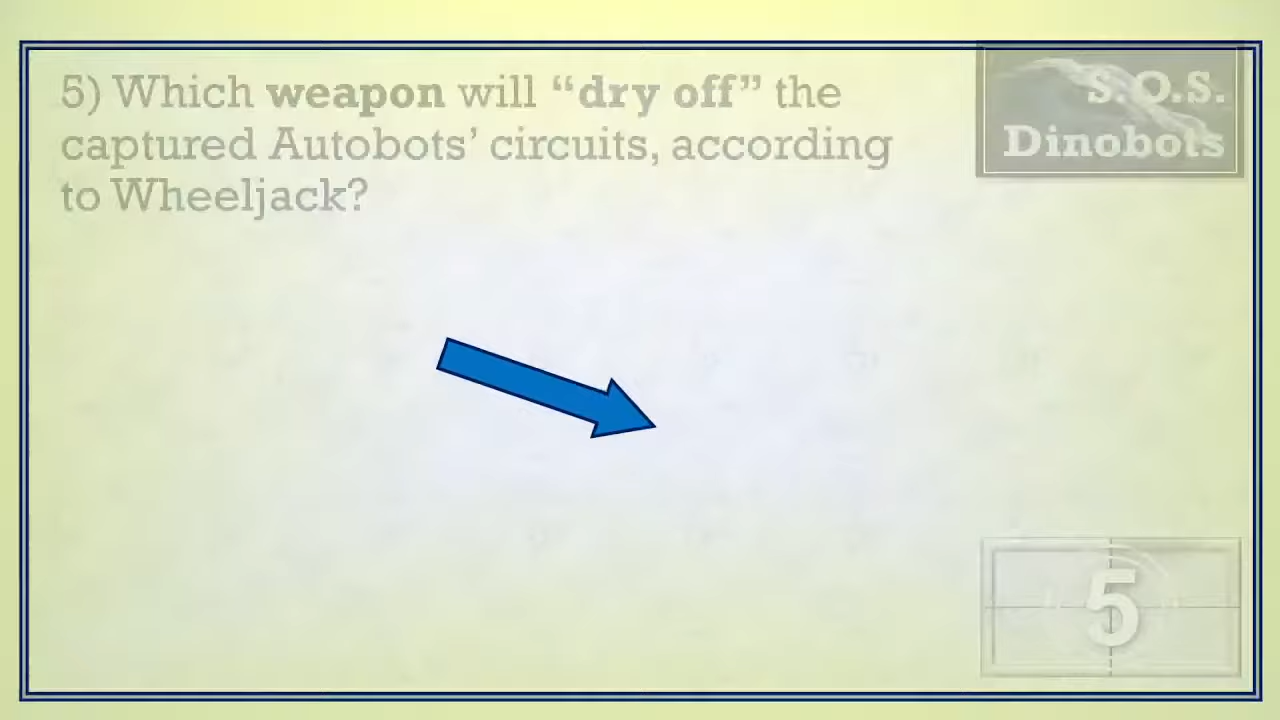 5) Which weapon will “dry off” the
captured Autobots’ circuits, according
to Wheeljack?
S.O.S.
Dinobots
5